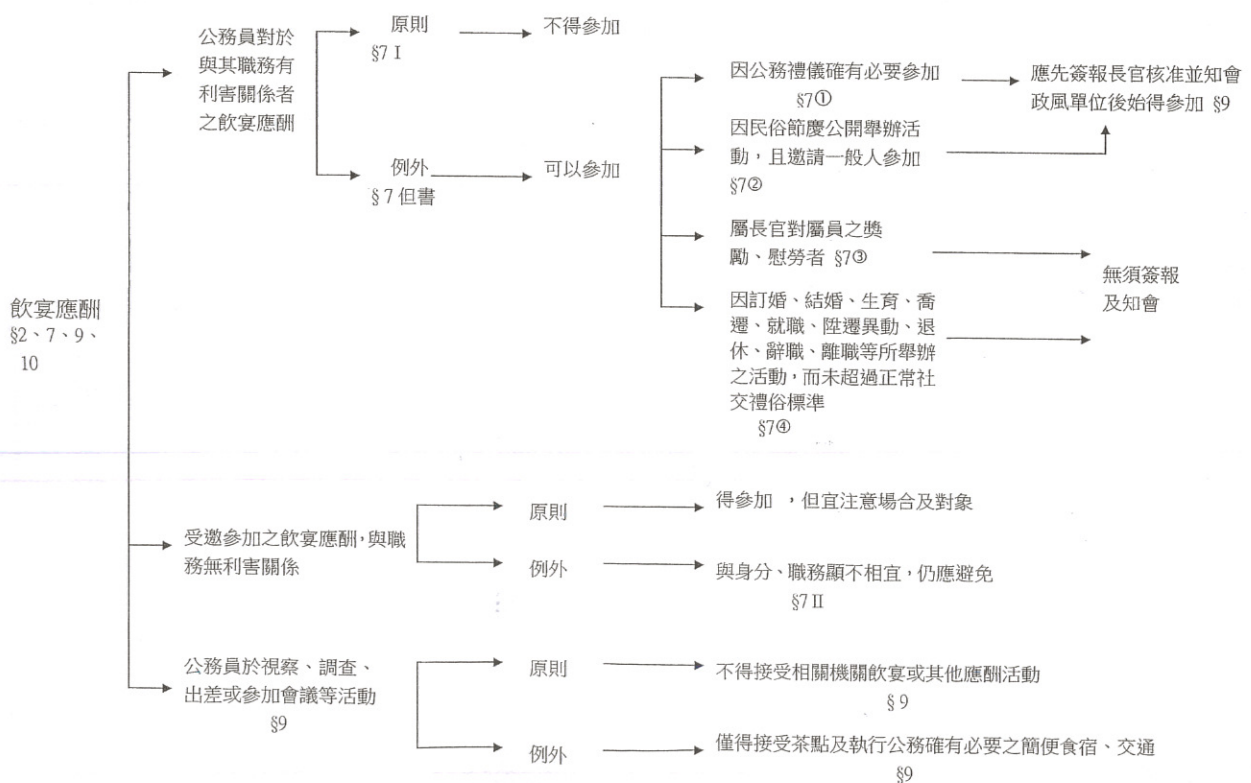 飲宴應酬
§2、7、9、
10
公務員對於
與其職務有
利害關係者
之飲宴應酬
原則
§7 I
不得參加
例外
§7 但書
可以參加
因公務禮儀確有必要參加
§7①
應先簽報長官核准並知會
政風單位後始得參加 §9
因民俗節慶公開舉辦活
動，且邀請一般人參加
§7②
屬長官對屬員之獎
勵、慰勞者 §7③
無須簽報
及知會
因訂婚、結婚、生育、喬
遷、就職、陞遷異動、退
休、辭職、離職等所舉辦
之活動，而未超過正常社
交禮俗標準
§7④
受邀參加之飲宴應酬，與職
務無利害關係
原則
得參加 ，但宜注意場合及對象
例外
與身分、職務顯不相宜，仍應避免
§7 II
公務員於視察、調查、
出差或參加會議等活動
§9
原則
不得接受相關機關飲宴或其他應酬活動
§9
例外
僅得接受茶點及執行公務確有必要之簡便食宿、交通
§9